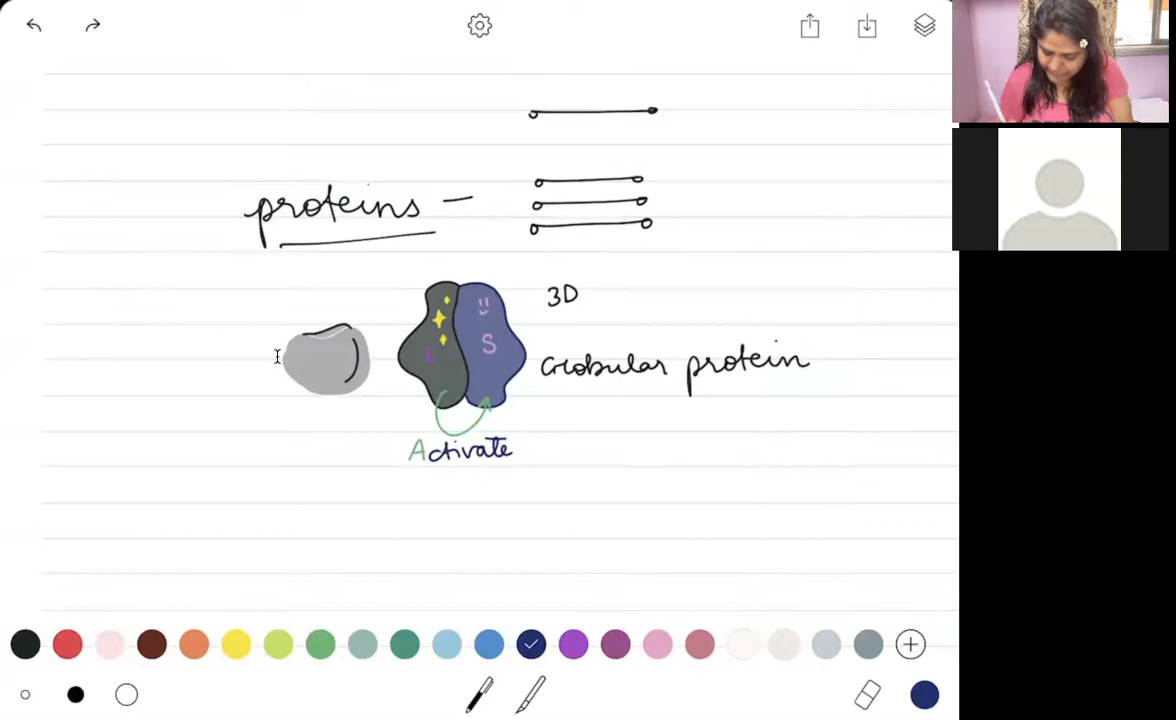 proteins -
3D
S
Globular protein
Activate